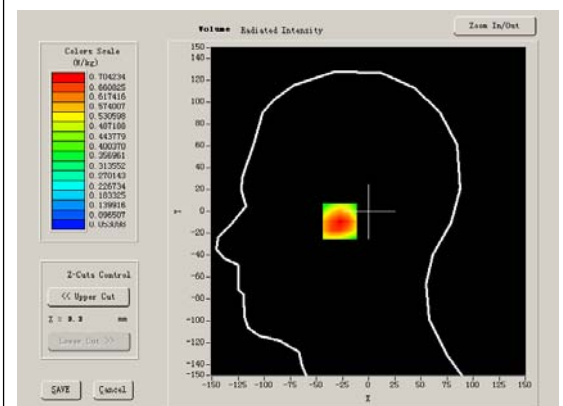 Volume Radiated Intensity
Zoom In/Out
Colors Scale
(W/kg)
0.704234
0.660825
0.617416
0.574007
0.530598
0.487188
0.443779
0.400370
0.356961
0.313552
0.270143
0.226734
0.183325
0.139916
0.096507
0.053098
Z-Cuts Control
<< Upper Cut
Lower Cut >>
SAVE
Cancel
150
140
120
100
80
60
40
20
0
-20
-40
-60
-80
-100
-120
-140
-150
Y
-150 -125 -100 -75 -50 -25 0 25 50 75 100 125 150
X